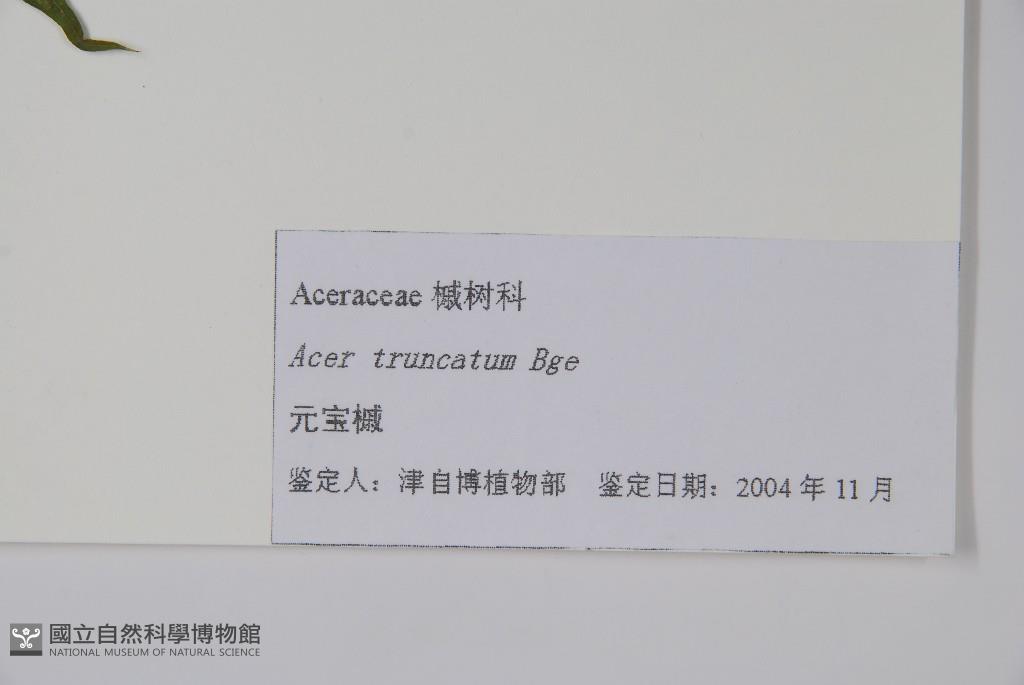 Aceraceae 槭树科
Acer truncatum Bge
元宝槭
鉴定人：津自博植物部 鉴定日期：2004 年 11 月
國立自然科學博物館
NATIONAL MUSEUM OF NATURAL SCIENCE